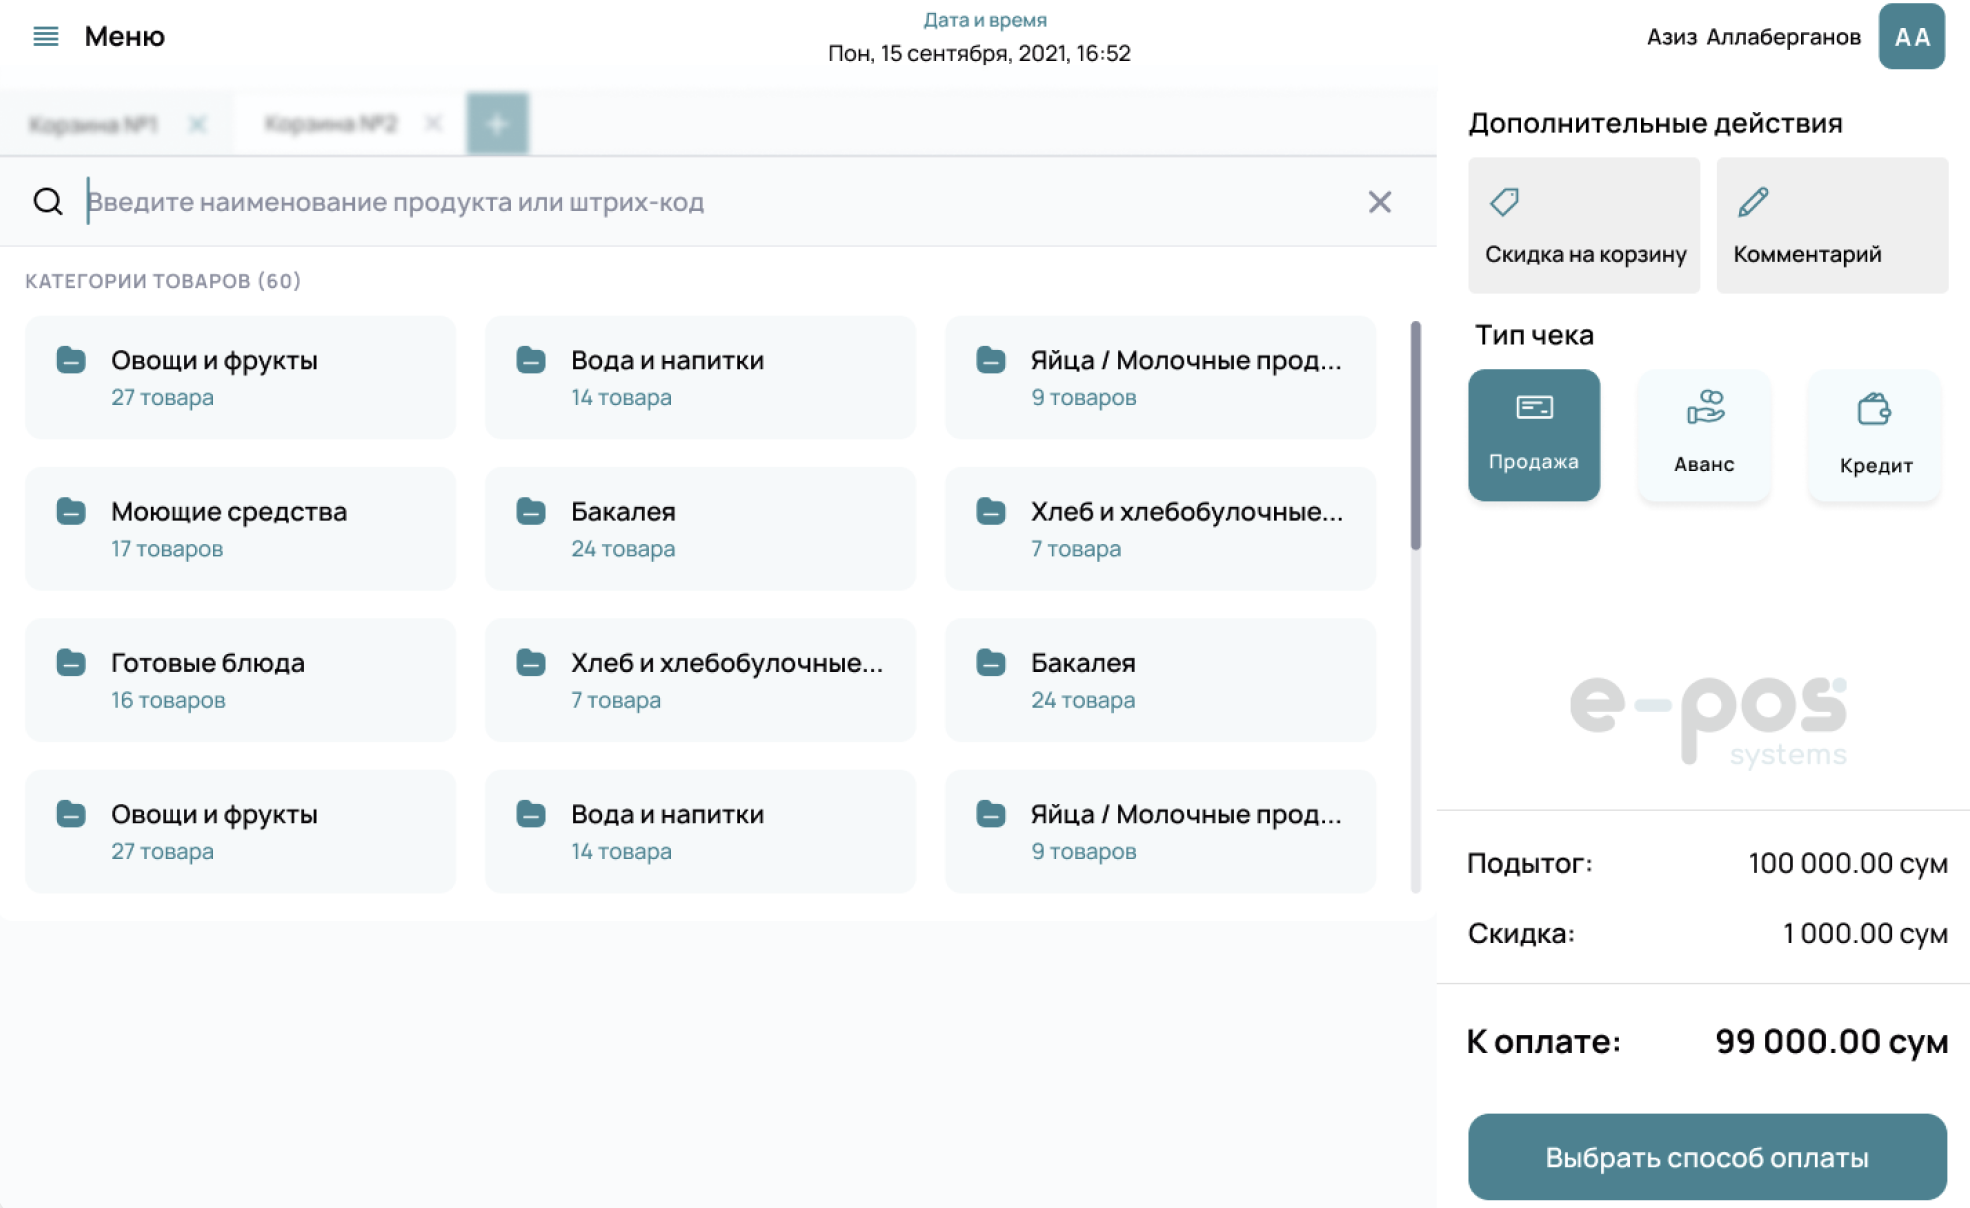 Меню
Дата и время
Пон, 15 сентября, 2021, 16:52
Азиз Аллаберганов
АА
Корзина №1
Корзина №2
Введите наименование продукта или штрих-код
КАТЕГОРИИ ТОВАРОВ (60)
Овощи и фрукты
27 товара
Вода и напитки
14 товара
Яйца / Молочные прод...
9 товаров
Моющие средства
17 товаров
Бакалея
24 товара
Хлеб и хлебобулочные...
7 товара
Готовые блюда
16 товаров
Хлеб и хлебобулочные...
7 товара
Бакалея
24 товара
Овощи и фрукты
27 товара
Вода и напитки
14 товара
Яйца / Молочные прод...
9 товаров
Дополнительные действия
Скидка на корзину
Комментарий
Тип чека
Продажа
Аванс
Кредит
e-pos
systems
Подытог: 100 000.00 сум
Скидка: 1 000.00 сум
К оплате: 99 000.00 сум
Выбрать способ оплаты